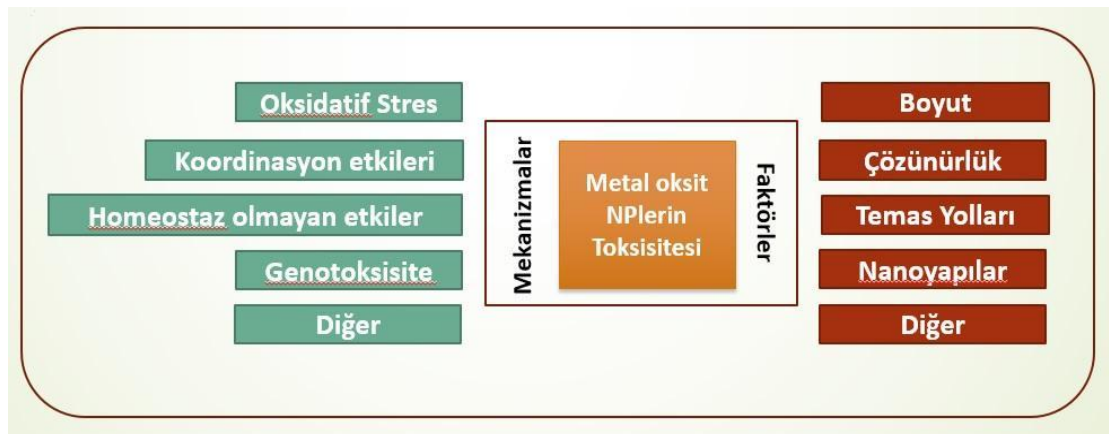 Oksidatif Stres
Koordinasyon etkileri
Homeostaz olmayan etkiler
Genotoksisite
Diğer
Mekanizmalar
Metal oksit
NPlerin
Toksisitesi
Faktörler
Boyut
Çözünürlük
Temas Yolları
Nanoyapılar
Diğer